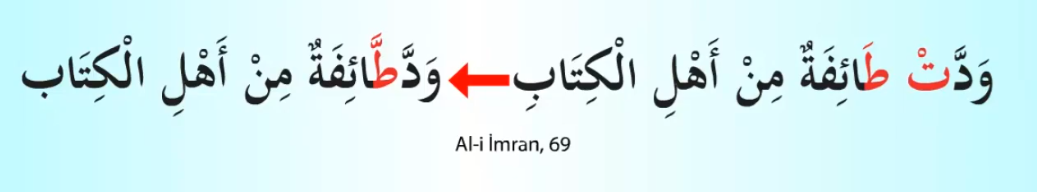 وَدَّتْ طَائِفَةٌ مِنْ أَهْلِ الْكِتَابِ ← وَدَّطَّائِفَةٌ مِنْ أَهْلِ الْكِتَاب
Al-i İmran, 69